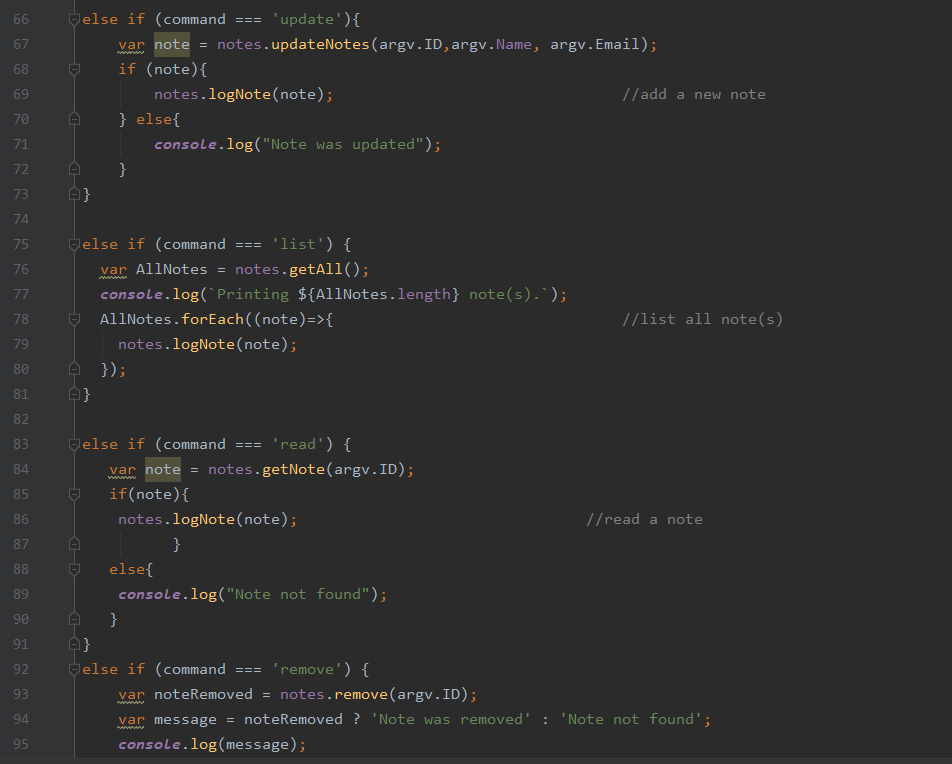 66 else if (command === 'update'){
67 var note = notes.updateNotes(argv.ID,argv.Name, argv.Email);
68 if (note){
69 notes.logNote(note); //add a new note
70 } else{
71 console.log("Note was updated");
72 }
73 }
74
75 else if (command === 'list') {
76 var AllNotes = notes.getAll();
77 console.log(`Printing ${AllNotes.length} note(s).`);
78 AllNotes.forEach((note)=>{ //list all note(s)
79 notes.logNote(note);
80 });
81 }
82
83 else if (command === 'read') {
84 var note = notes.getNote(argv.ID);
85 if(note){
86 notes.logNote(note); //read a note
87 }
88 else{
89 console.log("Note not found");
90 }
91 }
92 else if (command === 'remove') {
93 var noteRemoved = notes.remove(argv.ID);
94 var message = noteRemoved ? 'Note was removed' : 'Note not found';
95 console.log(message);